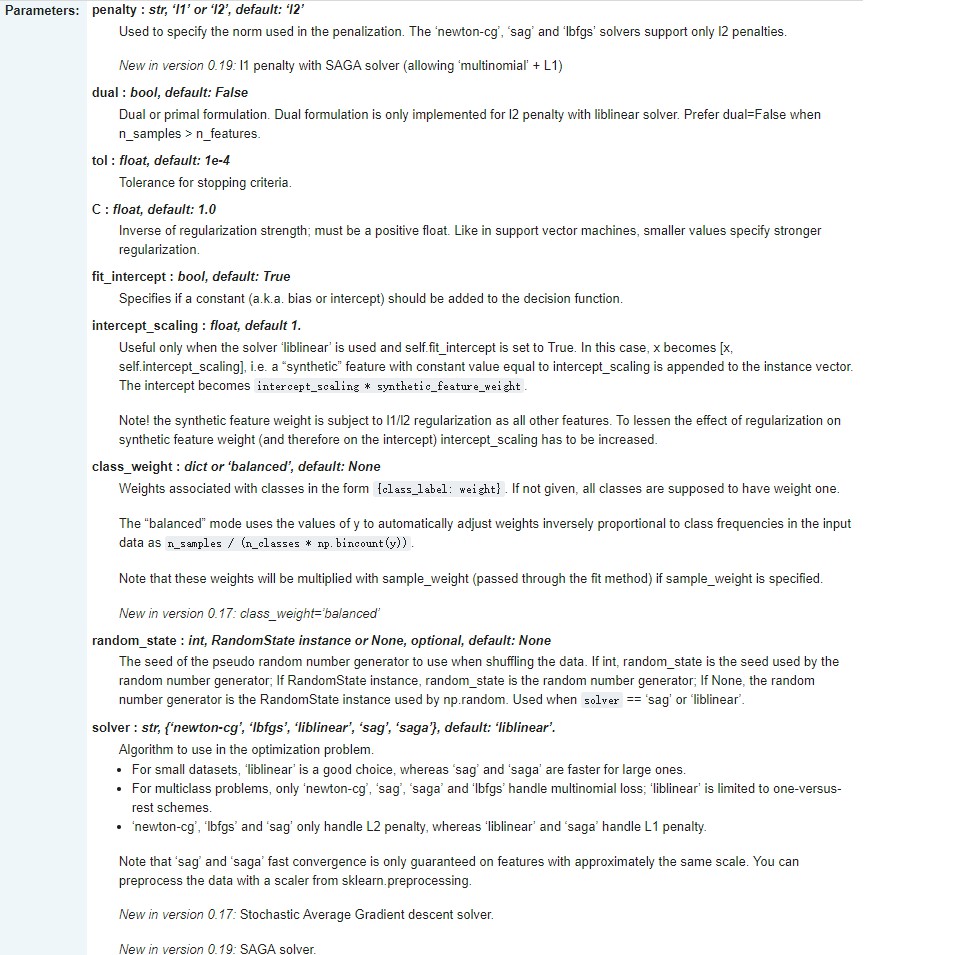 Parameters: penalty : str, ‘l1’ or ‘l2’, default: ‘l2’
Used to specify the norm used in the penalization. The ‘newton-cg’, ‘sag’ and ‘lbfgs’ solvers support only l2 penalties.
New in version 0.19: l1 penalty with SAGA solver (allowing ‘multinomial’ + L1)
dual : bool, default: False
Dual or primal formulation. Dual formulation is only implemented for l2 penalty with liblinear solver. Prefer dual=False when
n_samples > n_features.
tol : float, default: 1e-4
Tolerance for stopping criteria.
C : float, default: 1.0
Inverse of regularization strength; must be a positive float. Like in support vector machines, smaller values specify stronger
regularization.
fit_intercept : bool, default: True
Specifies if a constant (a.k.a. bias or intercept) should be added to the decision function.
intercept_scaling : float, default 1.
Useful only when the solver ‘liblinear’ is used and self.fit_intercept is set to True. In this case, x becomes [x,
self.intercept_scaling], i.e. a “synthetic” feature with constant value equal to intercept_scaling is appended to the instance vector.
The intercept becomes intercept_scaling * synthetic_feature_weight.
Note! the synthetic feature weight is subject to l1/l2 regularization as all other features. To lessen the effect of regularization on
synthetic feature weight (and therefore on the intercept) intercept_scaling has to be increased.
class_weight : dict or ‘balanced’, default: None
Weights associated with classes in the form {class_label: weight}. If not given, all classes are supposed to have weight one.
The “balanced” mode uses the values of y to automatically adjust weights inversely proportional to class frequencies in the input
data as n_samples / (n_classes * np.bincount(y)).
Note that these weights will be multiplied with sample_weight (passed through the fit method) if sample_weight is specified.
New in version 0.17: class_weight=’balanced’
random_state : int, RandomState instance or None, optional, default: None
The seed of the pseudo random number generator to use when shuffling the data. If int, random_state is the seed used by the
random number generator; If RandomState instance, random_state is the random number generator; If None, the random
number generator is the RandomState instance used by np.random. Used when solver == ‘sag’ or ‘liblinear’.
solver : str, {‘newton-cg’, ‘lbfgs’, ‘liblinear’, ‘sag’, ‘saga’}, default: ‘liblinear’.
Algorithm to use in the optimization problem.
• For small datasets, ‘liblinear’ is a good choice, whereas ‘sag’ and ‘saga’ are faster for large ones.
• For multiclass problems, only ‘newton-cg’, ‘sag’, ‘saga’ and ‘lbfgs’ handle multinomial loss; ‘liblinear’ is limited to one-versus-
rest schemes.
• ‘newton-cg’, ‘lbfgs’ and ‘sag’ only handle L2 penalty, whereas ‘liblinear’ and ‘saga’ handle L1 penalty.
Note that ‘sag’ and ‘saga’ fast convergence is only guaranteed on features with approximately the same scale. You can
preprocess the data with a scaler from sklearn.preprocessing.
New in version 0.17: Stochastic Average Gradient descent solver.
New in version 0.19: SAGA solver.